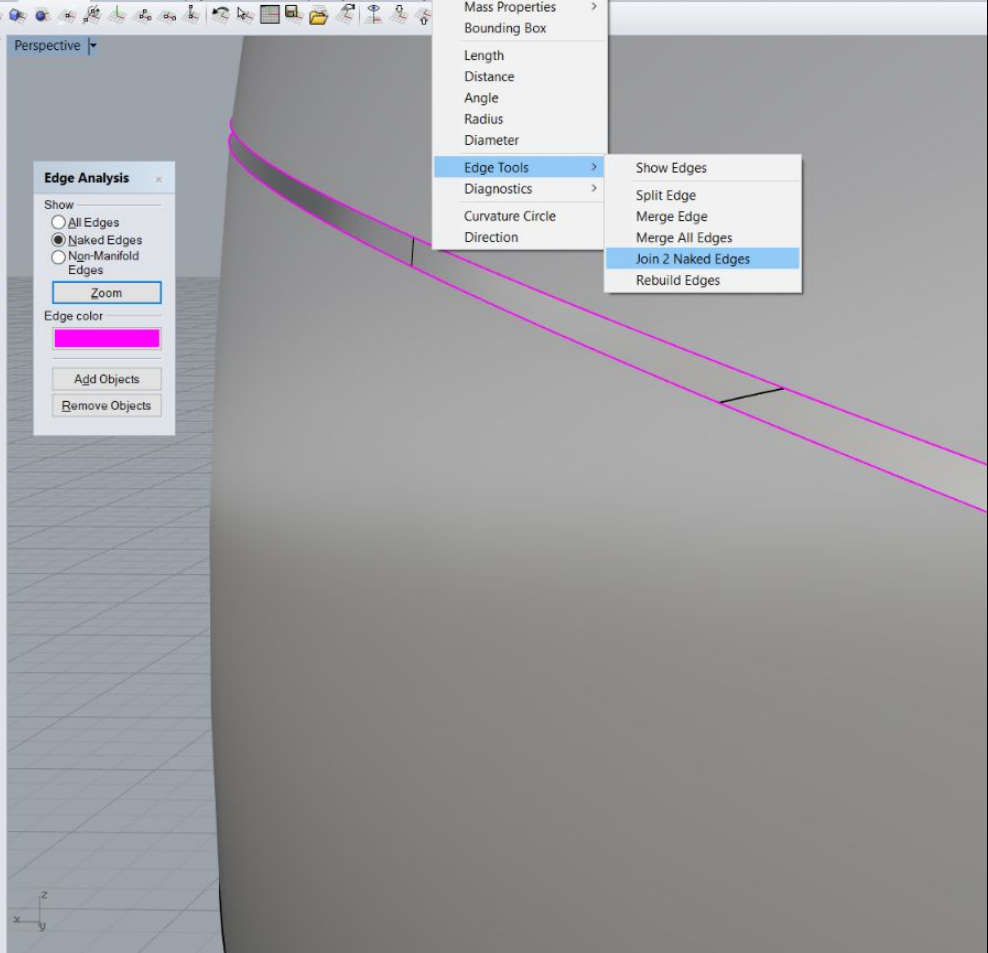 Mass Properties
Bounding Box
Perspective
Length
Distance
Angle
Radius
Diameter
Edge Tools
Diagnostics
Curvature Circle
Direction
Show Edges
Split Edge
Merge Edge
Merge All Edges
Join 2 Naked Edges
Rebuild Edges
Edge Analysis
Show
All Edges
Naked Edges
Non-Manifold
Edges
Zoom
Edge color
Add Objects
Remove Objects
z
x
y